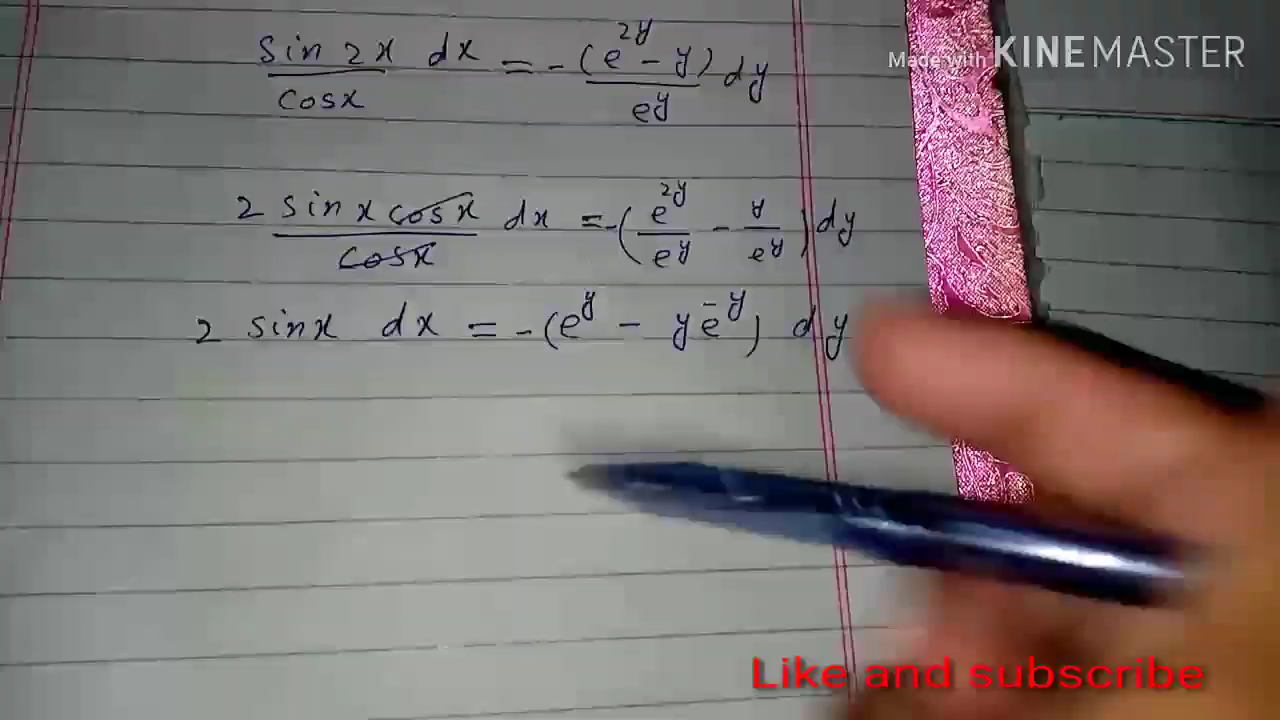 sin 2x/cosx dx = -(e^2y - y)/e^y dy
Made with KINEMASTER
2 sinx cosx/cosx dx = -(e^2y/e^y - y/e^y) dy
2 sinx dx = -(e^y - ye^-y) dy
Like and subscribe